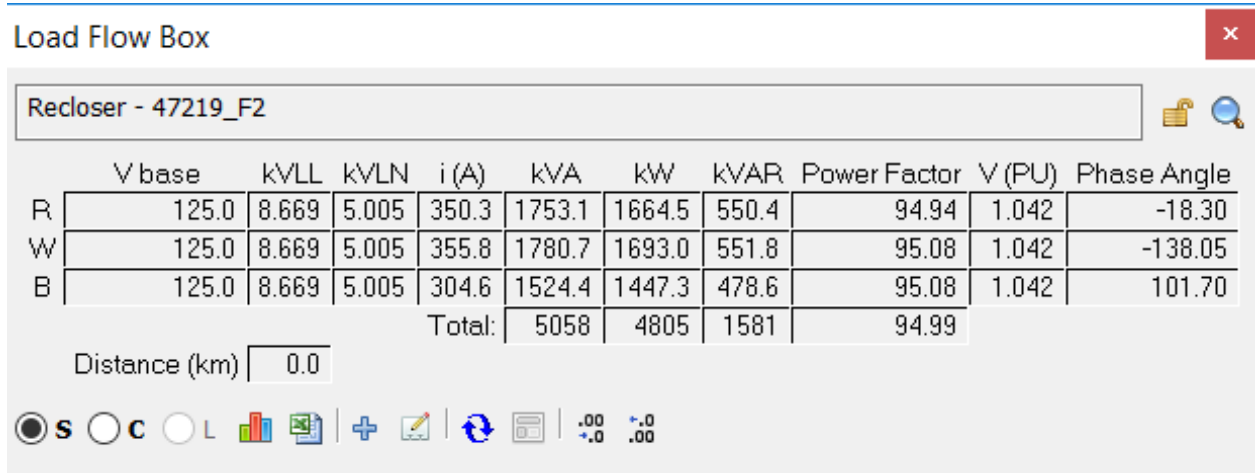 Load Flow Box
Recloser - 47219_F2
V base kVLL kVLN i (A) kVA kW kVAR Power Factor V (PU) Phase Angle
R 125.0 8.669 5.005 350.3 1753.1 1664.5 550.4 94.94 1.042 -18.30
W 125.0 8.669 5.005 355.8 1780.7 1693.0 551.8 95.08 1.042 -138.05
B 125.0 8.669 5.005 304.6 1524.4 1447.3 478.6 95.08 1.042 101.70
Total: 5058 4805 1581 94.99
Distance (km) 0.0
S C L .00 .0 .0 .00